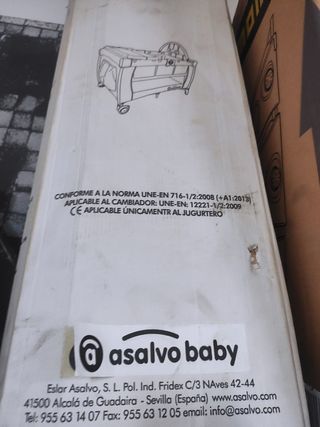 CONFORME A LA NORMA UNE-EN 716-1/2:2008 (+A1:2013)
APLICABLE AL CAMBIADOR: UNE-EN: 12221-1/2:2009
CE APLICABLE ÚNICAMENTR AL JUGURTERO
asalvo baby
Eslar Asalvo, S. L. Pol. Ind. Fridex C/3 NAves 42-44
41500 Alcalá de Guadaira - Sevilla (España) www.asalvo.com
Tel: 955 63 14 07 Fax: 955 63 12 05 email: info@asalvo.com